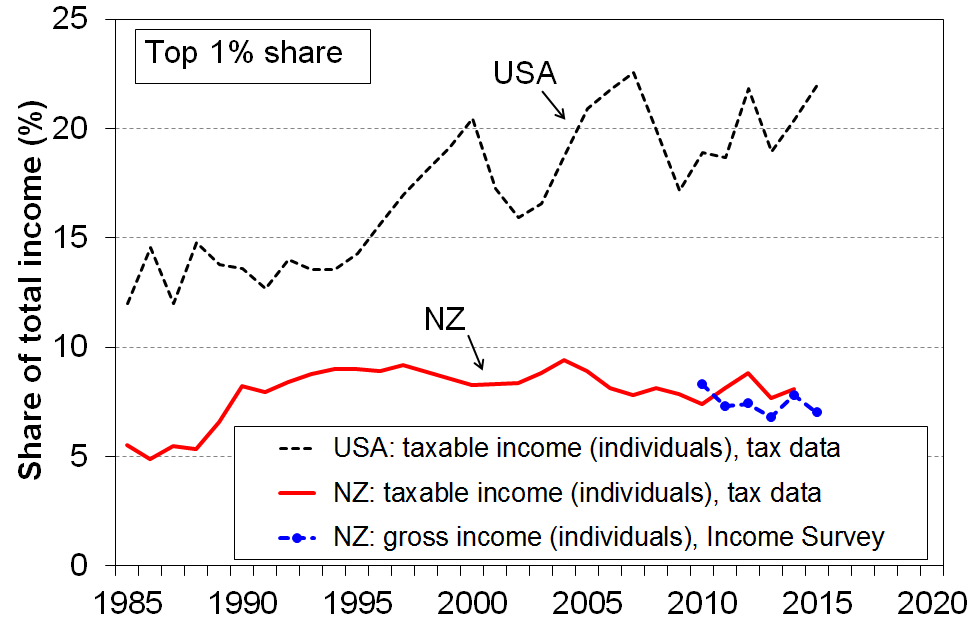 Top 1% share
Share of total income (%)
25
20
15
10
5
0
USA
NZ
USA: taxable income (individuals), tax data
NZ: taxable income (individuals), tax data
NZ: gross income (individuals), Income Survey
1985 1990 1995 2000 2005 2010 2015 2020